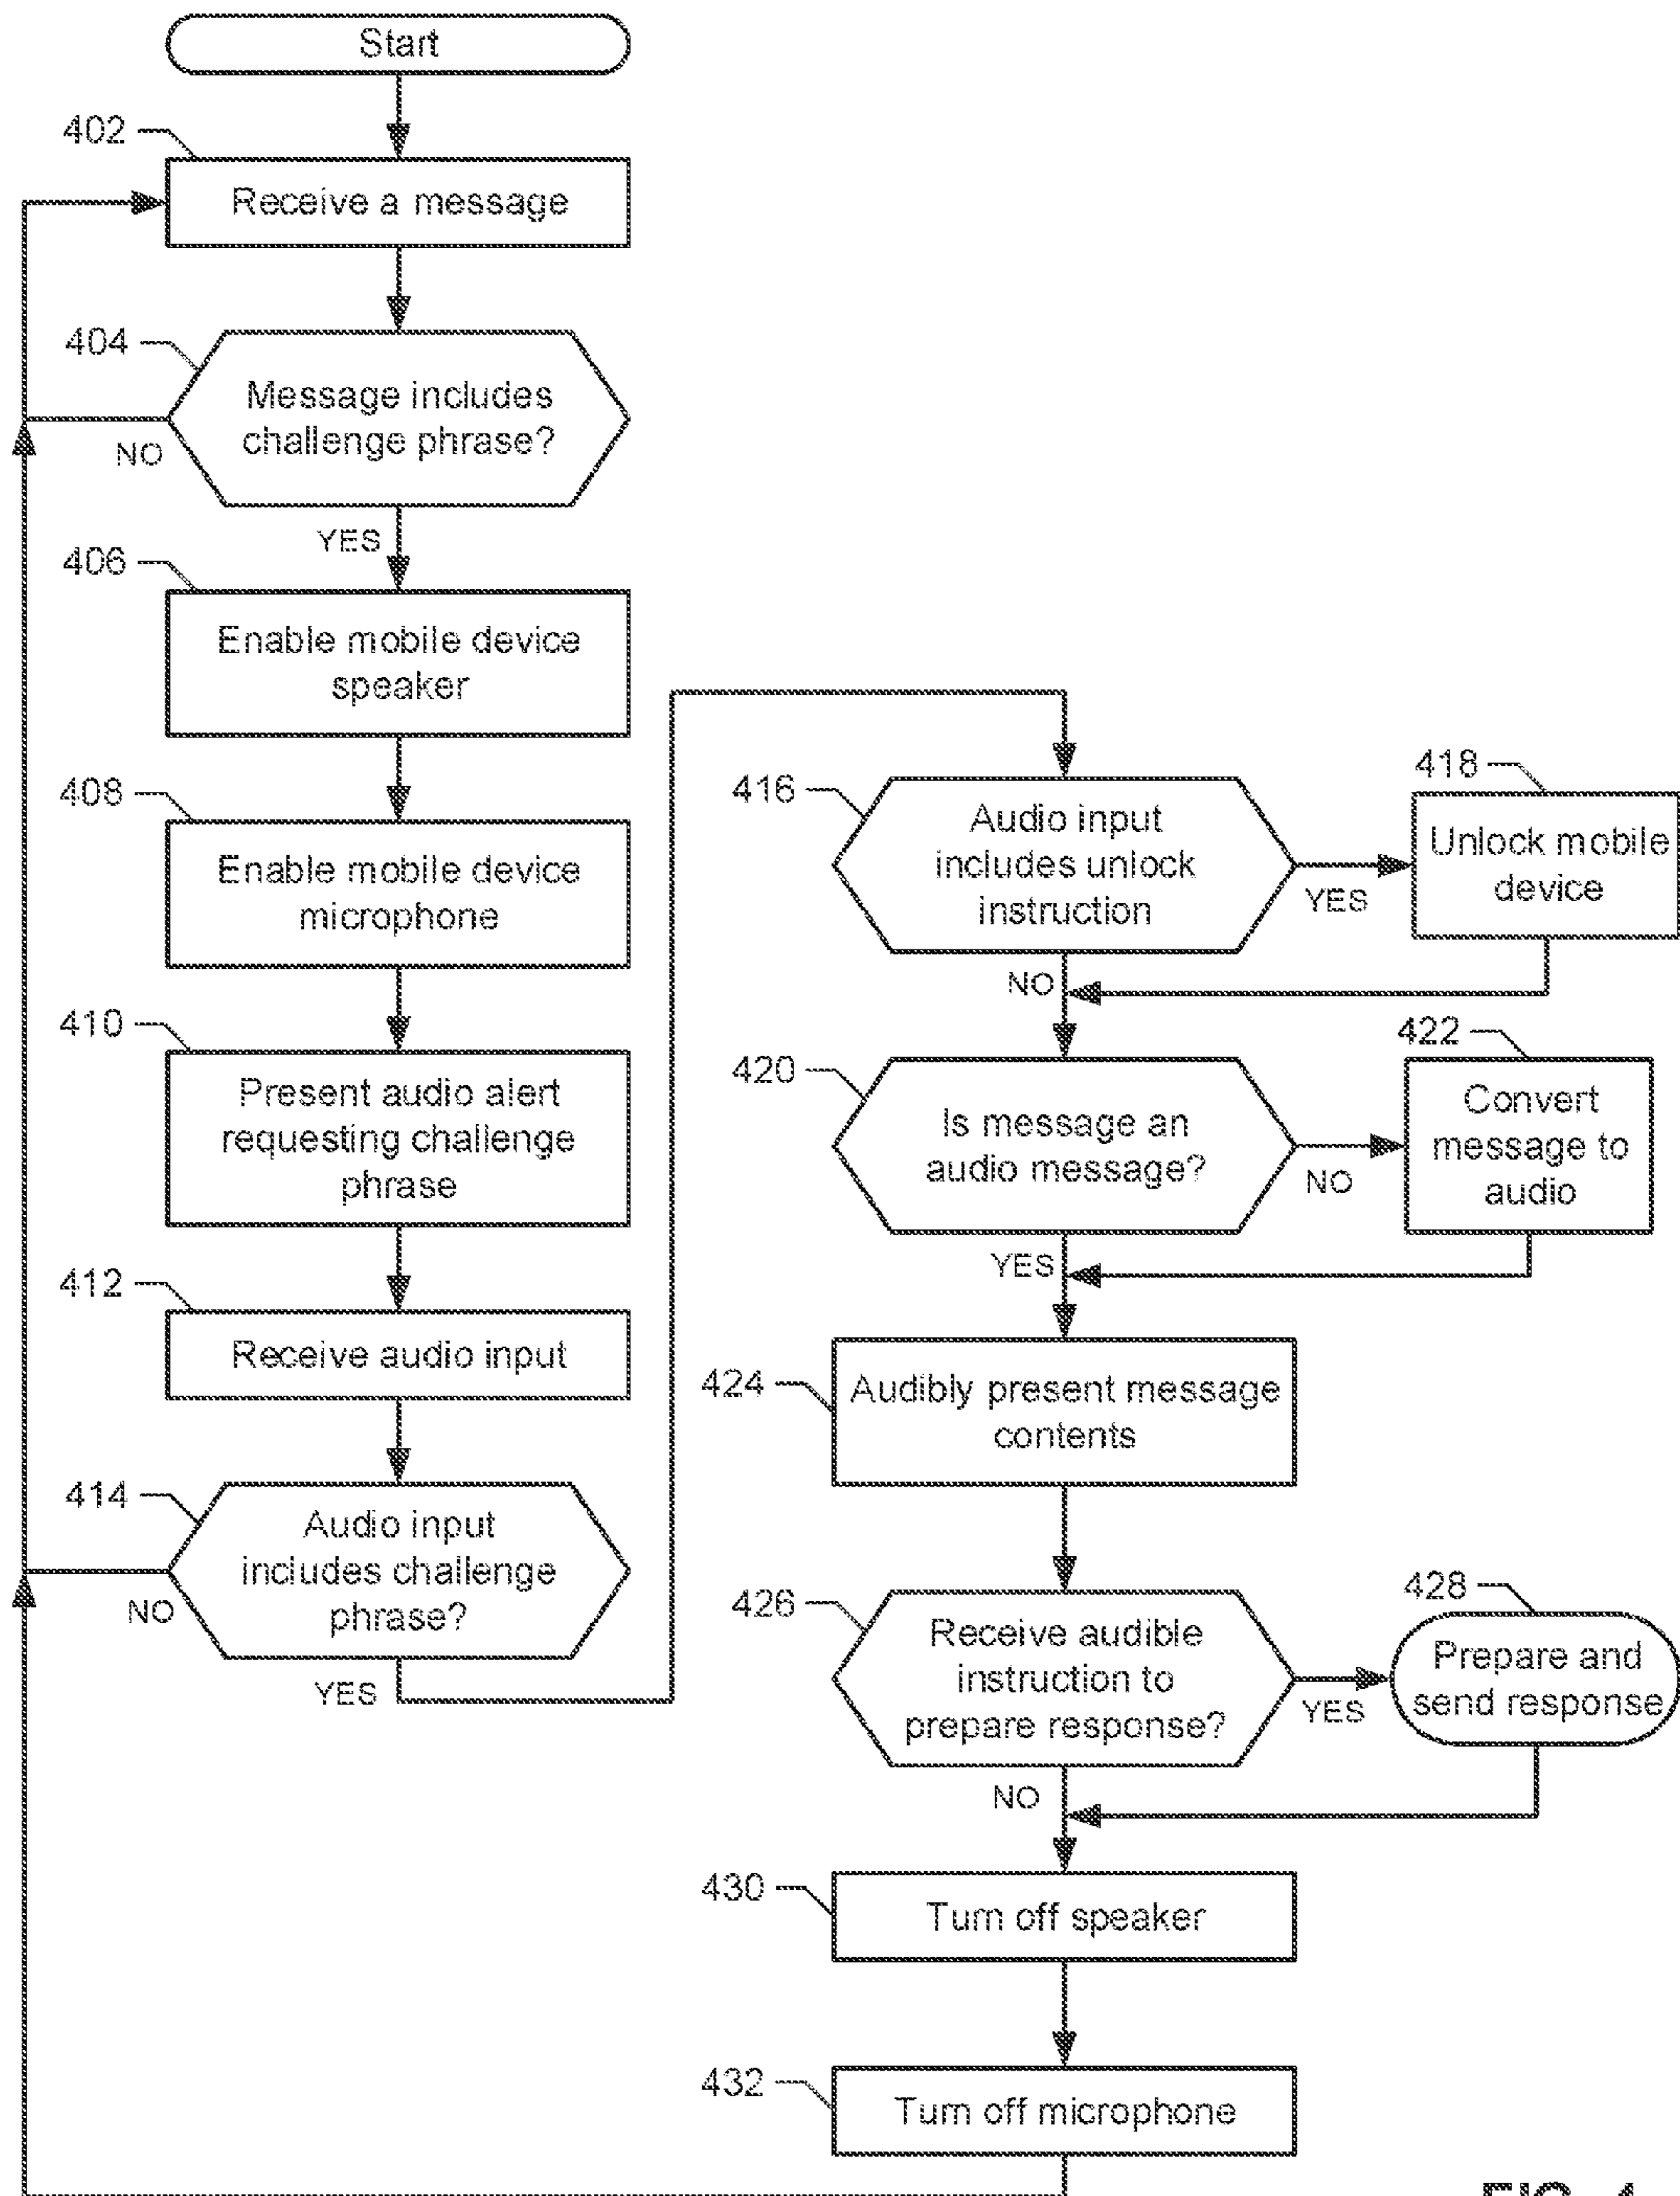 Start
402
Receive a message
404
Message includes
challenge phrase?
NO
YES
406
Enable mobile device
speaker
408
Enable mobile device
microphone
410
Present audio alert
requesting challenge
phrase
412
Receive audio input
414
Audio input
includes challenge
phrase?
NO
YES
416
Audio input
includes unlock
instruction
YES
418
Unlock mobile
device
NO
420
Is message an
audio message?
NO
422
Convert
message to
audio
YES
424
Audibly present message
contents
426
Receive audible
instruction to
prepare response?
YES
428
Prepare and
send response
NO
430
Turn off speaker
432
Turn off microphone